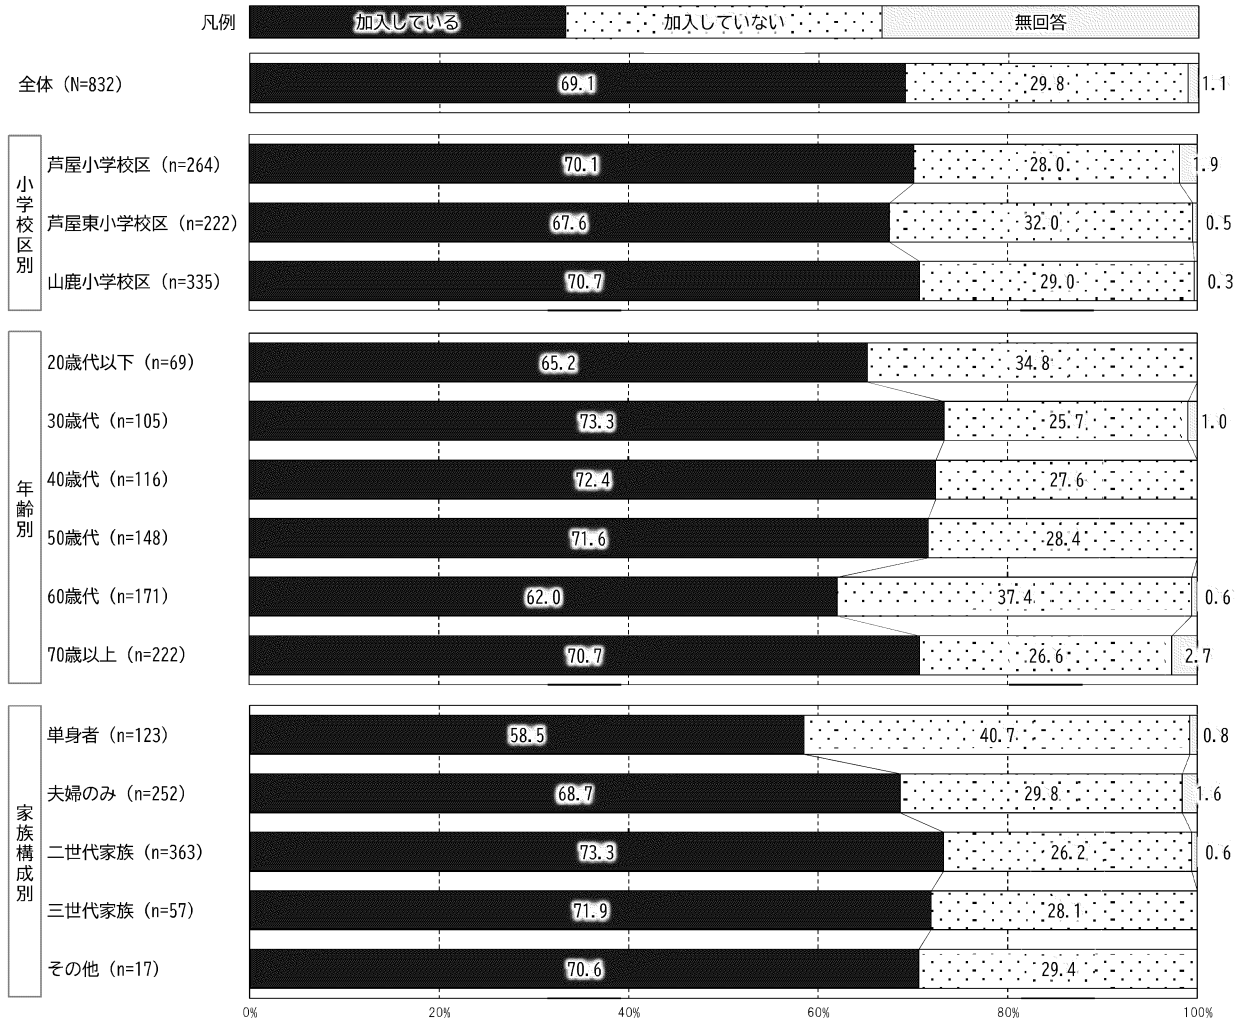 凡例 加入している 加入していない 無回答
全体（N=832） 69.1 29.8 1.1
小学校区別
芦屋小学校区（n=264） 70.1 28.0 1.9
芦屋東小学校区（n=222） 67.6 32.0 0.5
山鹿小学校区（n=335） 70.7 29.0 0.3
年齢別
20歳代以下（n=69） 65.2 34.8
30歳代（n=105） 73.3 25.7 1.0
40歳代（n=116） 72.4 27.6
50歳代（n=148） 71.6 28.4
60歳代（n=171） 62.0 37.4 0.6
70歳以上（n=222） 70.7 26.6 2.7
家族構成別
単身者（n=123） 58.5 40.7 0.8
夫婦のみ（n=252） 68.7 29.8 1.6
二世代家族（n=363） 73.3 26.2 0.6
三世代家族（n=57） 71.9 28.1
その他（n=17） 70.6 29.4
0% 20% 40% 60% 80% 100%